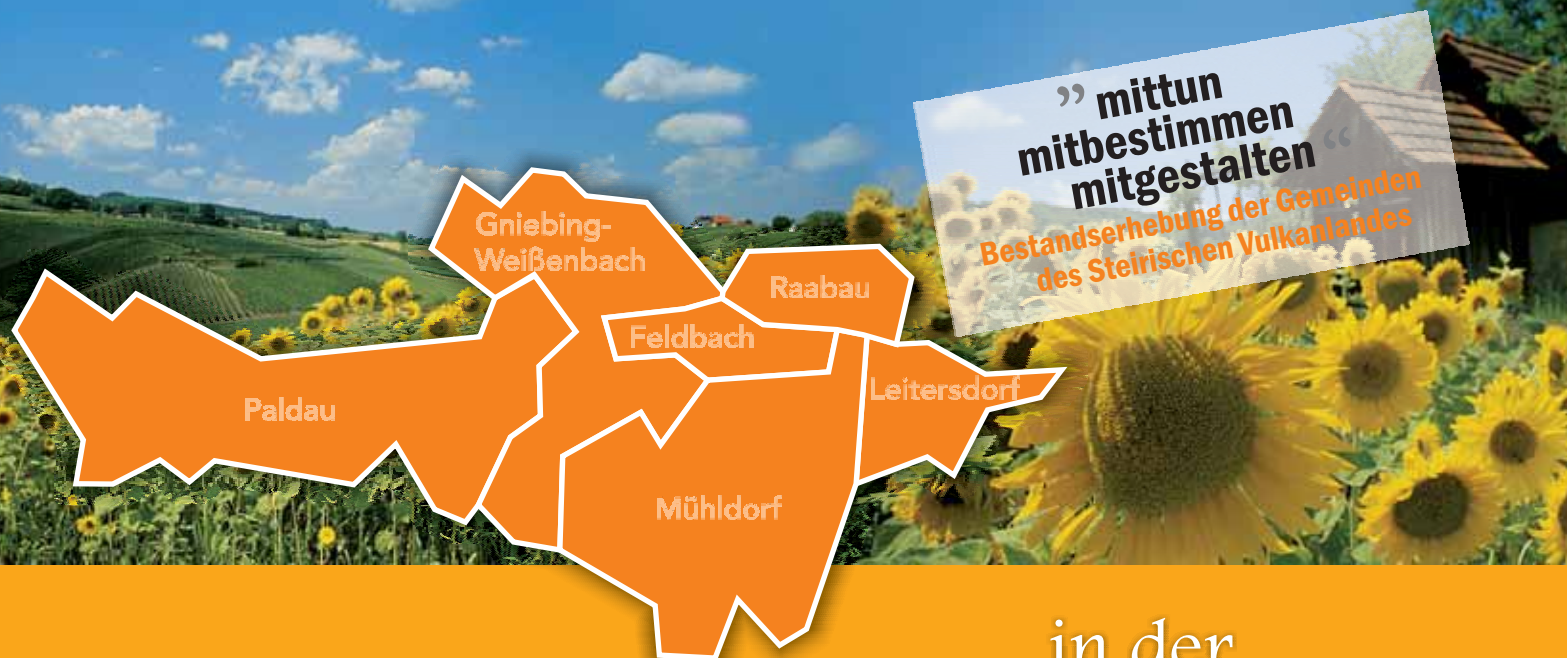 ” mittun
mitbestimmen
mitgestalten “
Bestandserhebung der Gemeinden
des Steirischen Vulkanlandes
Gniebing-
Weißenbach
Raabau
Feldbach
Leitersdorf
Paldau
Mühldorf
in der